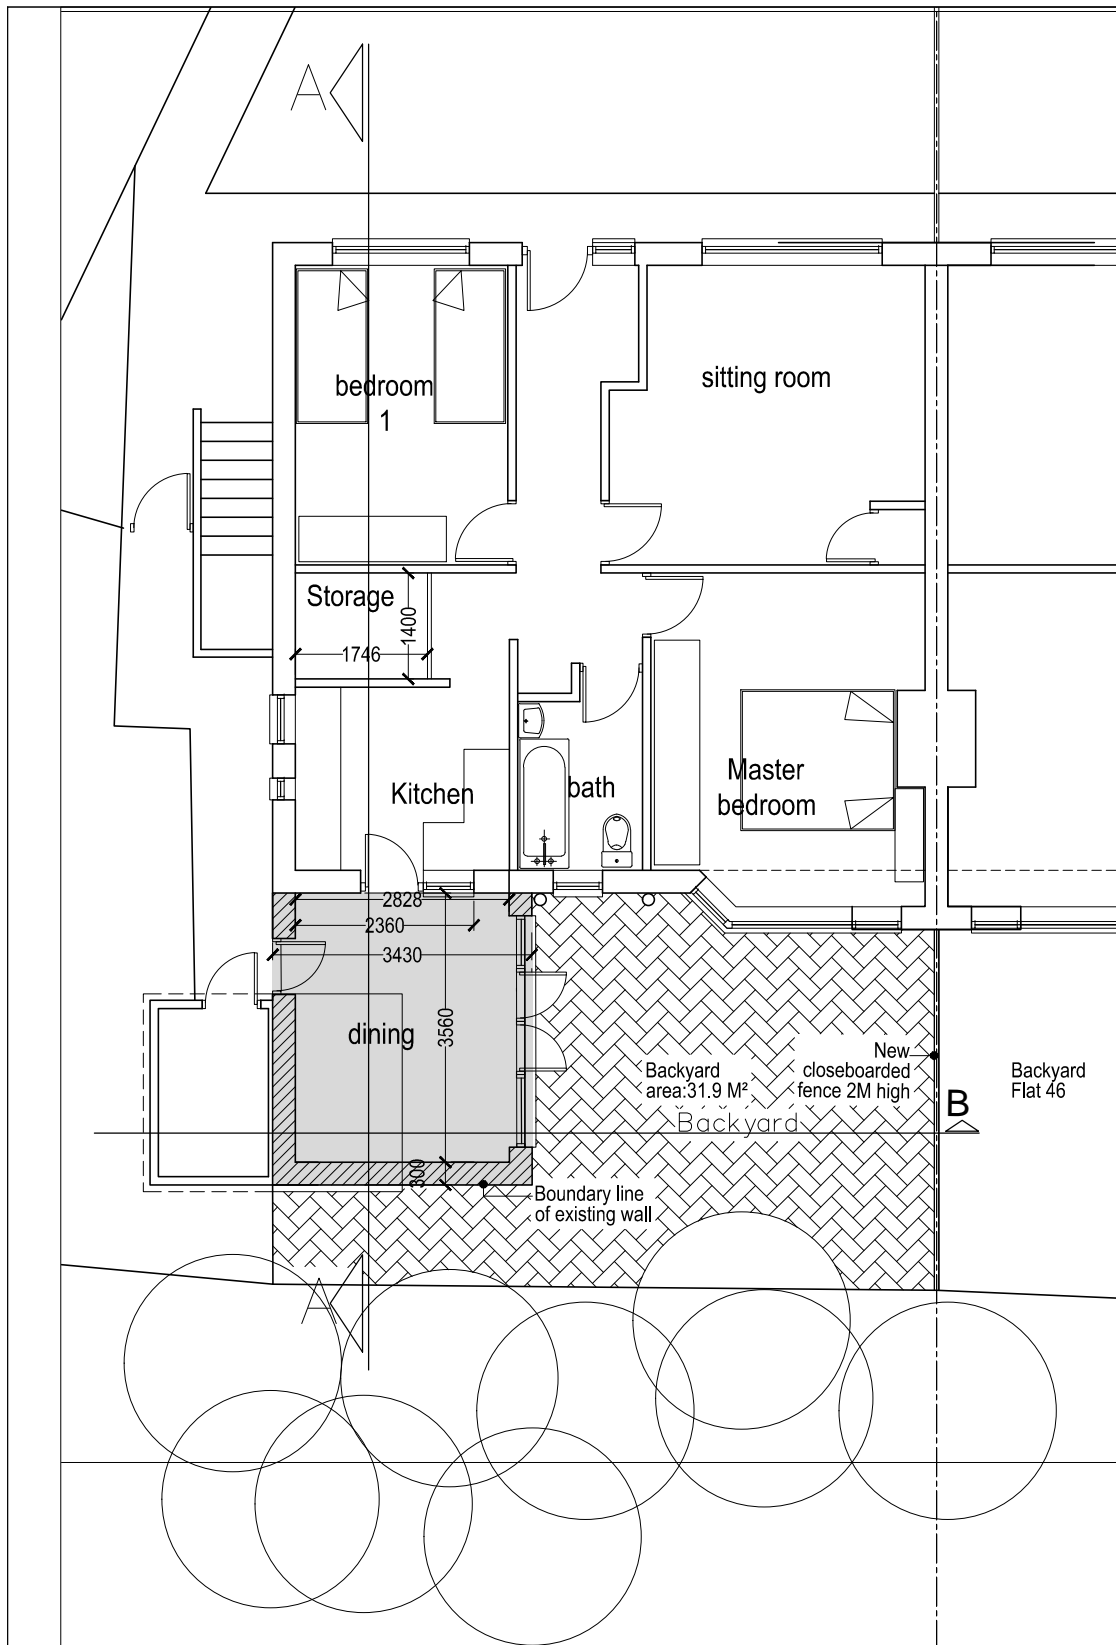 A
bedroom
1
sitting room
Storage
1400
1746
Kitchen
bath
Master
bedroom
2828
2360
3430
3560
dining
300
Backyard
area:31.9 M²
New
closeboarded
fence 2M high
Backyard
Flat 46
Backyard
B
Boundary line
of existing wall
A